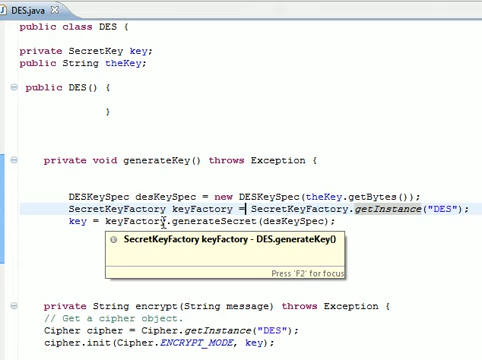 DES.java
public class DES {
private SecretKey key;
public String theKey;
public DES() {
}
private void generateKey() throws Exception {
DESKeySpec desKeySpec = new DESKeySpec(theKey.getBytes());
SecretKeyFactory keyFactory = SecretKeyFactory.getInstance("DES");
key = keyFactory.generateSecret(desKeySpec);
SecretKeyFactory keyFactory - DES.generateKey()
Press 'F2' for focus
private String encrypt(String message) throws Exception {
// Get a cipher object.
Cipher cipher = Cipher.getInstance("DES");
cipher.init(Cipher.ENCRYPT_MODE, key);